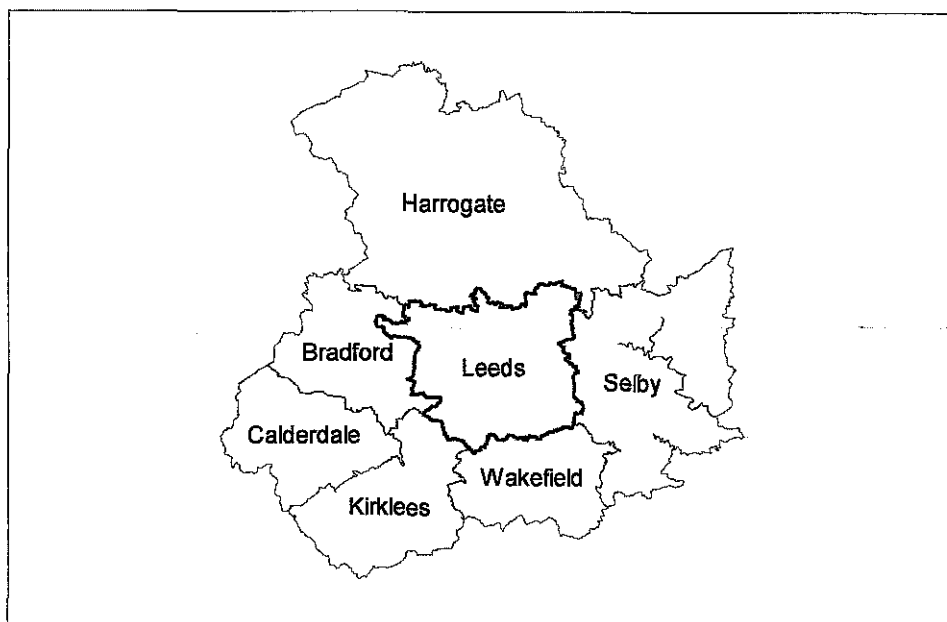 Harrogate
Bradford
Leeds
Selby
Calderdale
Wakefield
Kirklees